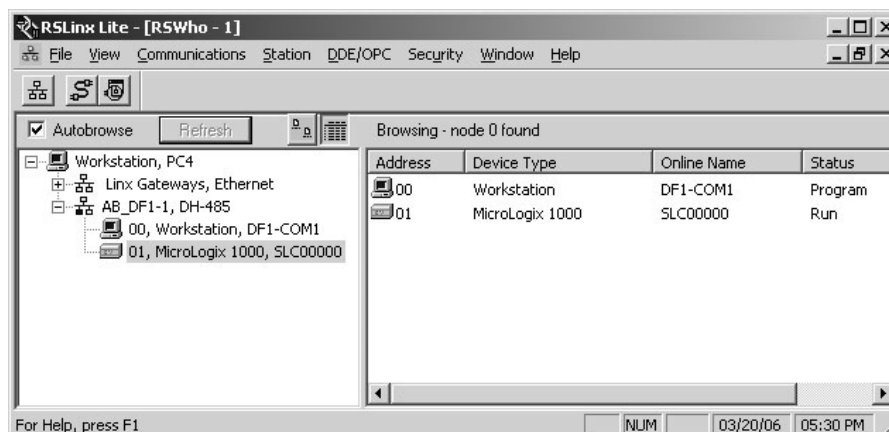 RSLinx Lite - [RSWho - 1]
File View Communications Station DDE/OPC Security Window Help
Autobrowse Refresh Browsing - node 0 found
Workstation, PC4
Linx Gateways, Ethernet
AB_DF1-1, DH-485
00, Workstation, DF1-COM1
01, MicroLogix 1000, SLC00000
Address Device Type Online Name Status
00 Workstation DF1-COM1 Program
01 MicroLogix 1000 SLC00000 Run
For Help, press F1 NUM 03/20/06 05:30 PM